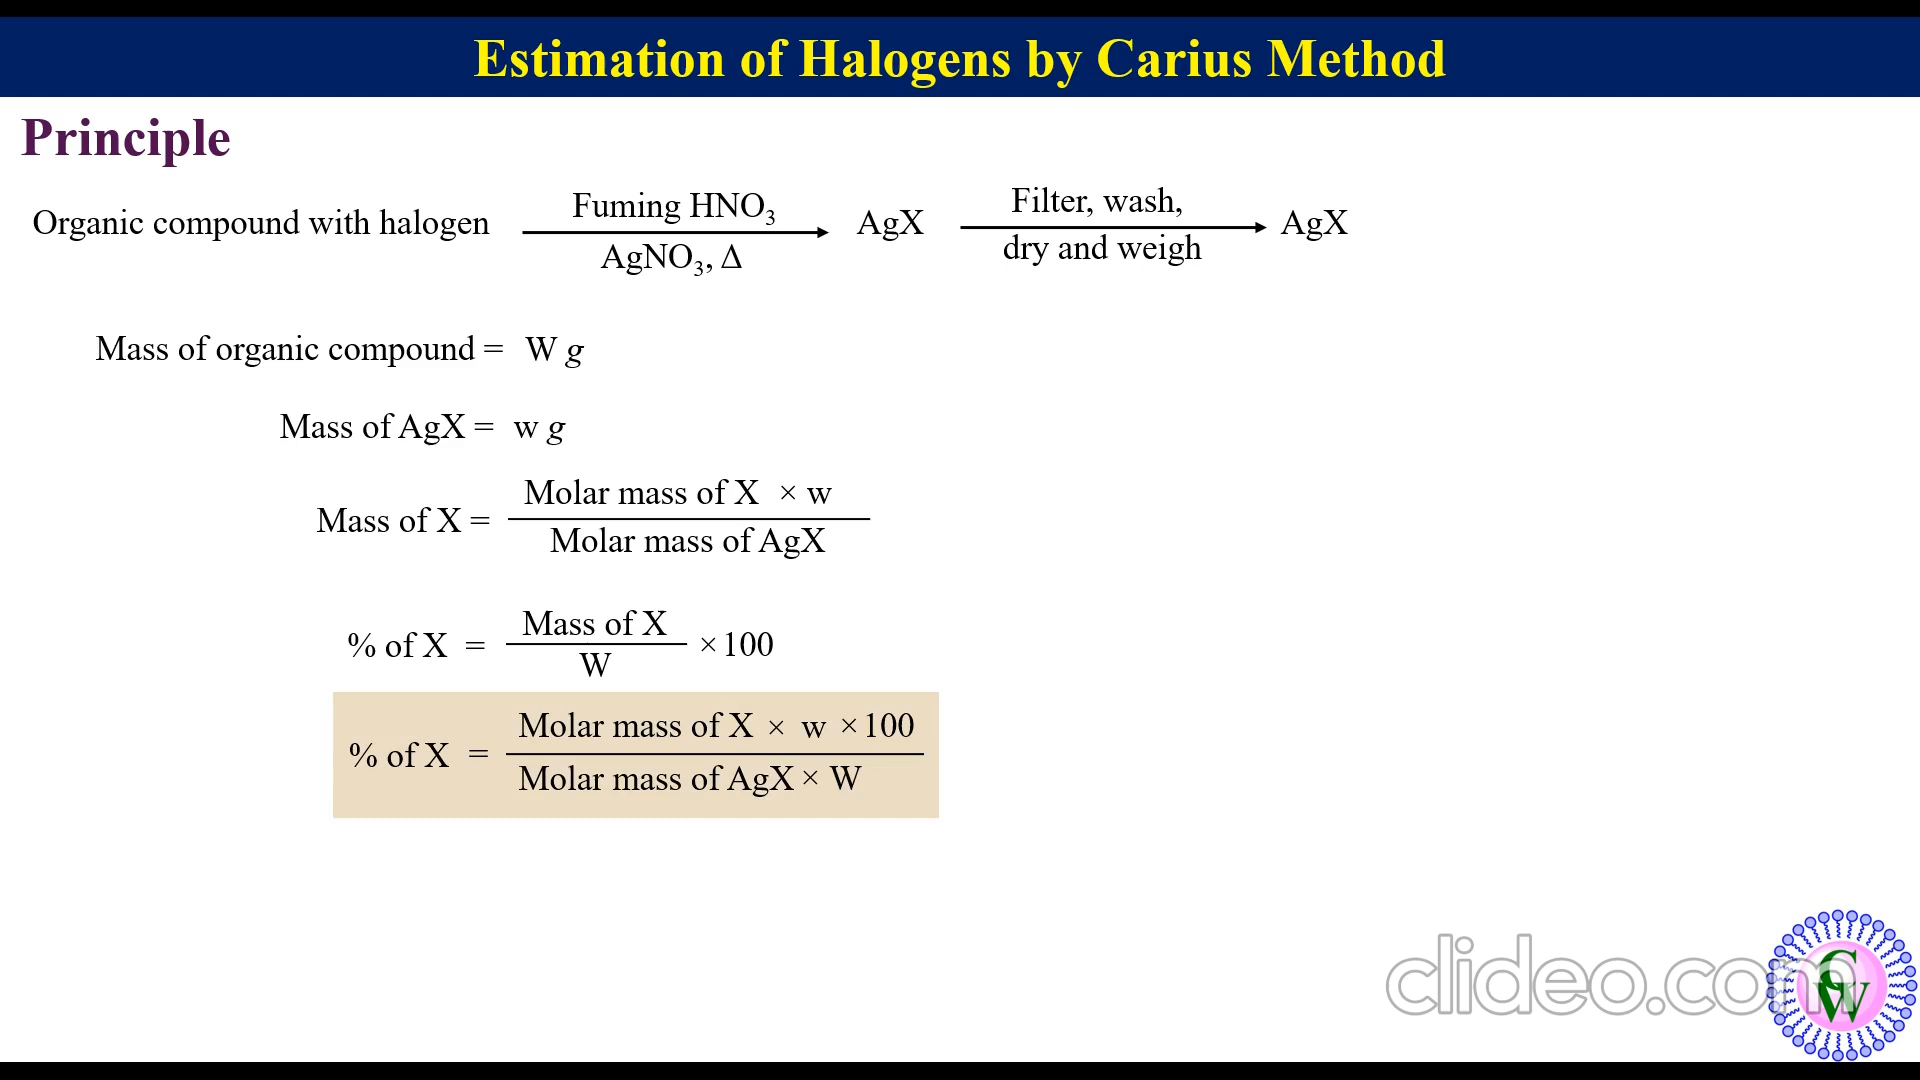 Estimation of Halogens by Carius Method
Principle
Organic compound with halogen
Fuming HNO₃
AgNO₃, Δ
AgX
Filter, wash,
dry and weigh
AgX
Mass of organic compound = W g
Mass of AgX = w g
Mass of X =
Molar mass of X × w
Molar mass of AgX
% of X =
Mass of X
W
×100
% of X =
Molar mass of X × w ×100
Molar mass of AgX × W
clideo.com
CW